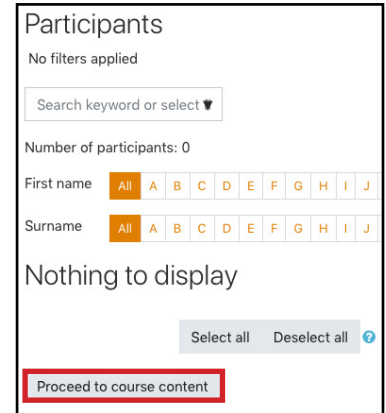 Participants
No filters applied
Search keyword or select ▼
Number of participants: 0
First name All A B C D E F G H I J
Surname All A B C D E F G H I J
Nothing to display
Select all Deselect all ?
Proceed to course content